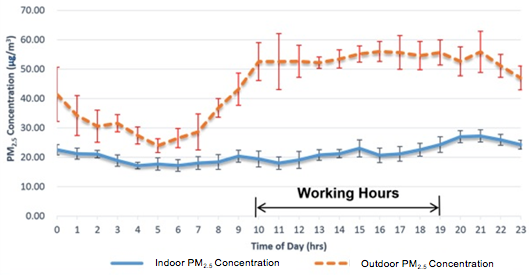 70.00
60.00
50.00
40.00
30.00
20.00
10.00
0.00
PM2.5 Concentration (µg/m³)
Working Hours
0 1 2 3 4 5 6 7 8 9 10 11 12 13 14 15 16 17 18 19 20 21 22 23
Time of Day (hrs)
Indoor PM2.5 Concentration Outdoor PM2.5 Concentration